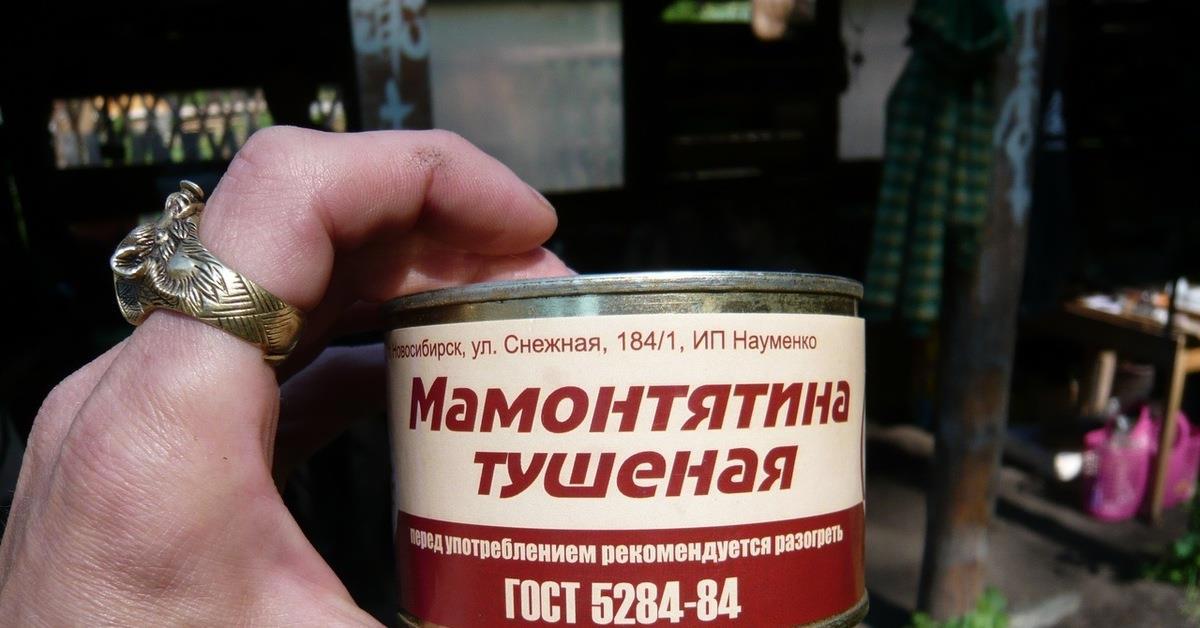 Новосибирск, ул. Снежная, 184/1, ИП Науменко
Мамонтятина
тушеная
перед употреблением рекомендуется разогреть
ГОСТ 5284-84